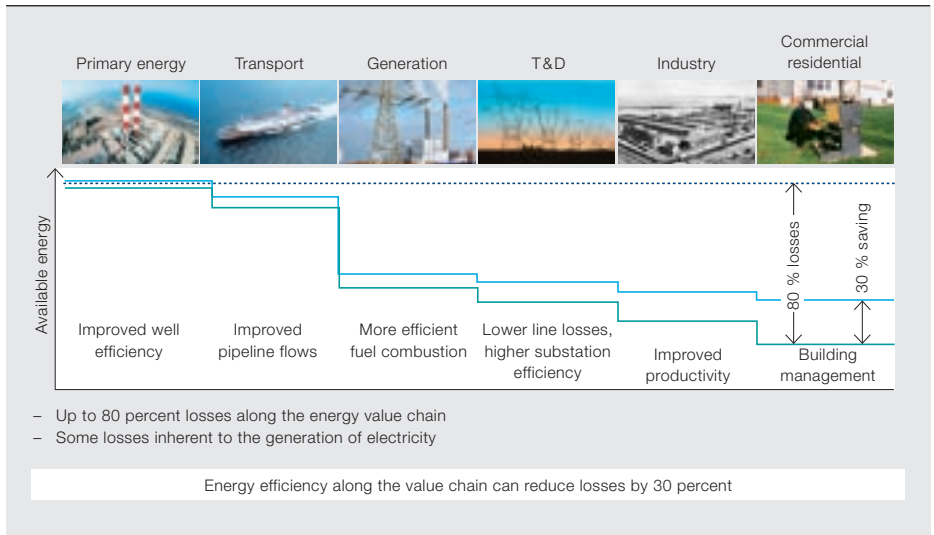 Primary energy
Transport
Generation
T&D
Industry
Commercial
residential
Available energy
80 % losses
30 % saving
Improved well
efficiency
Improved
pipeline flows
More efficient
fuel combustion
Lower line losses,
higher substation
efficiency
Improved
productivity
Building
management
– Up to 80 percent losses along the energy value chain
– Some losses inherent to the generation of electricity
Energy efficiency along the value chain can reduce losses by 30 percent